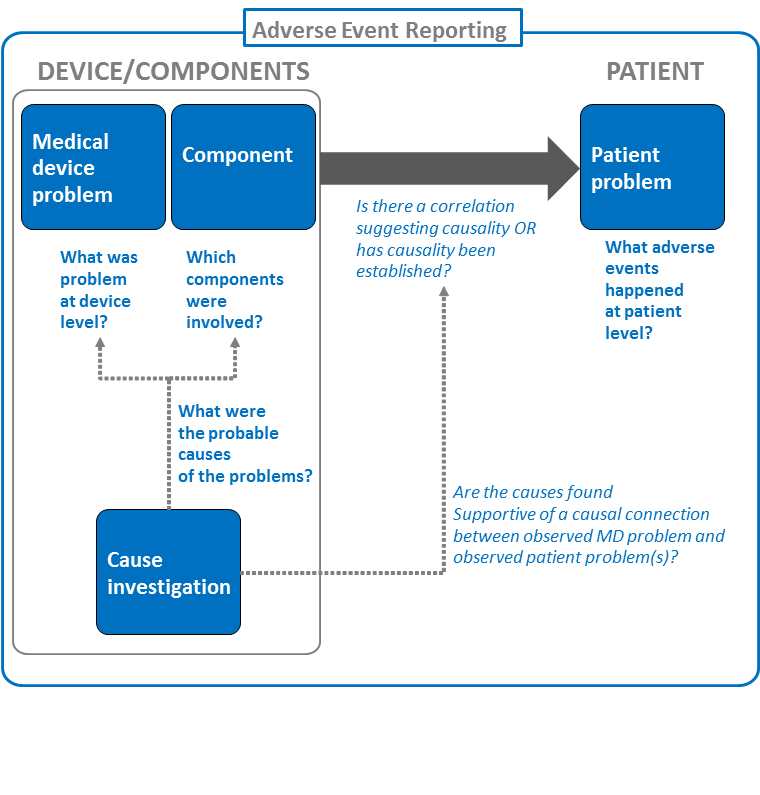 Adverse Event Reporting
DEVICE/COMPONENTS
PATIENT
Medical
device
problem
Component
Patient
problem
What was
problem
at device
level?
Which
components
were
involved?
Is there a correlation
suggesting causality OR
has causality been
established?
What adverse
events
happened
at patient
level?
What were
the probable
causes
of the problems?
Are the causes found
Supportive of a causal connection
between observed MD problem and
observed patient problem(s)?
Cause
investigation